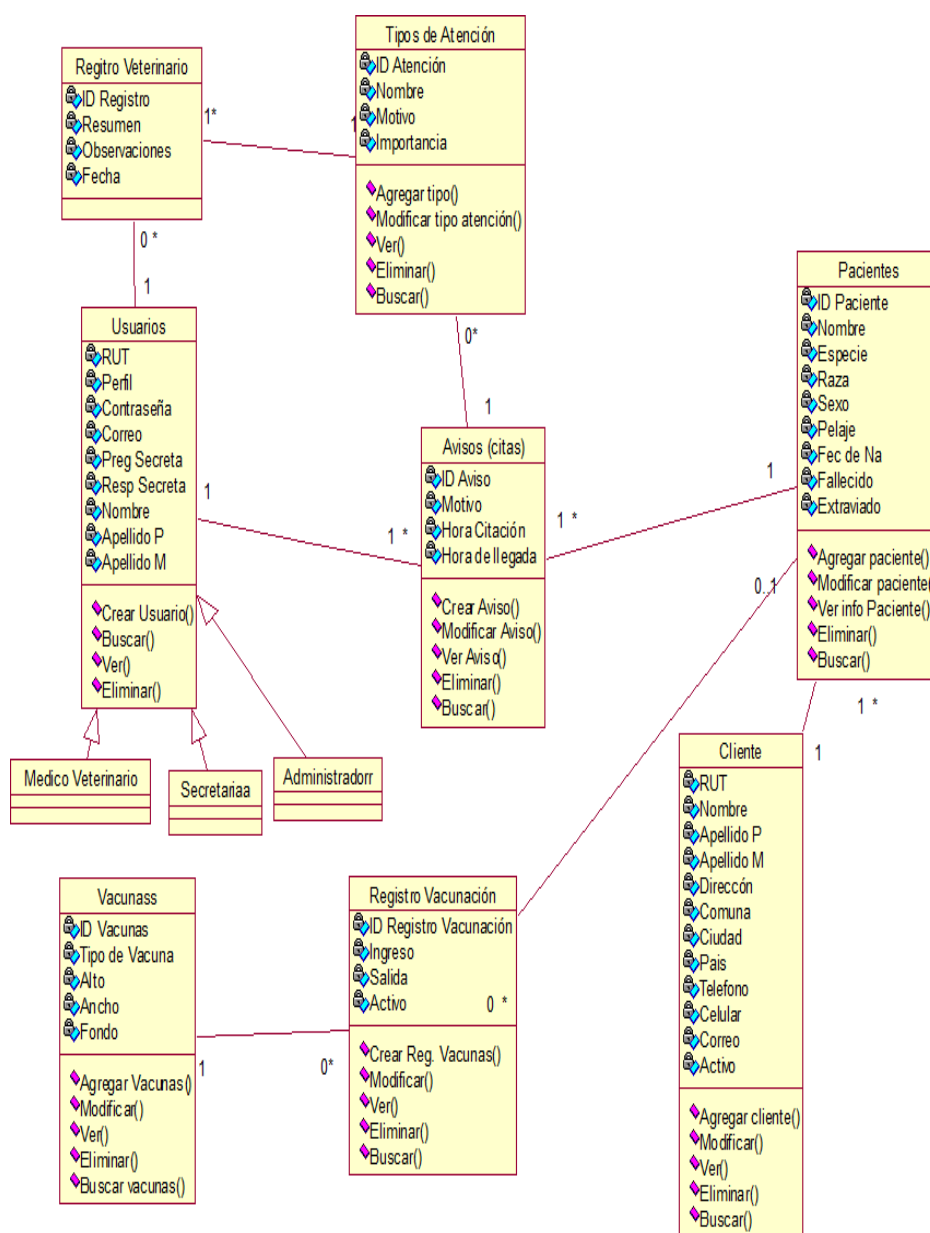 Regitro Veterinario
ID Registro
Resumen
Observaciones
Fecha
1*
1
Tipos de Atención
ID Atención
Nombre
Motivo
Importancia
Agregar tipo()
Modificar tipo atención()
Ver()
Eliminar()
Buscar()
0 *
1
0*
1
Usuarios
RUT
Perfil
Contraseña
Correo
Preg Secreta
Resp Secreta
Nombre
Apellido P
Apellido M
Crear Usuario()
Buscar()
Ver()
Eliminar()
1
1 *
Avisos (citas)
ID Aviso
Motivo
Hora Citación
Hora de llegada
Crear Aviso()
Modificar Aviso()
Ver Aviso()
Eliminar()
Buscar()
1 *
1
Pacientes
ID Paciente
Nombre
Especie
Raza
Sexo
Pelaje
Fec de Na
Fallecido
Extraviado
Agregar paciente()
Modificar paciente(
Ver info Paciente()
Eliminar()
Buscar()
0..1
1 *
1
Medico Veterinario
Secretariaa
Administradorr
Cliente
RUT
Nombre
Apellido P
Apellido M
Direccón
Comuna
Ciudad
Pais
Telefono
Celular
Correo
Activo
Agregar cliente()
Modificar()
Ver()
Eliminar()
Buscar()
Vacunass
ID Vacunas
Tipo de Vacuna
Alto
Ancho
Fondo
Agregar Vacunas()
Modificar()
Ver()
Eliminar()
Buscar vacunas()
1
0*
Registro Vacunación
ID Registro Vacunación
Ingreso
Salida
Activo
0 *
Crear Reg. Vacunas()
Modificar()
Ver()
Eliminar()
Buscar()